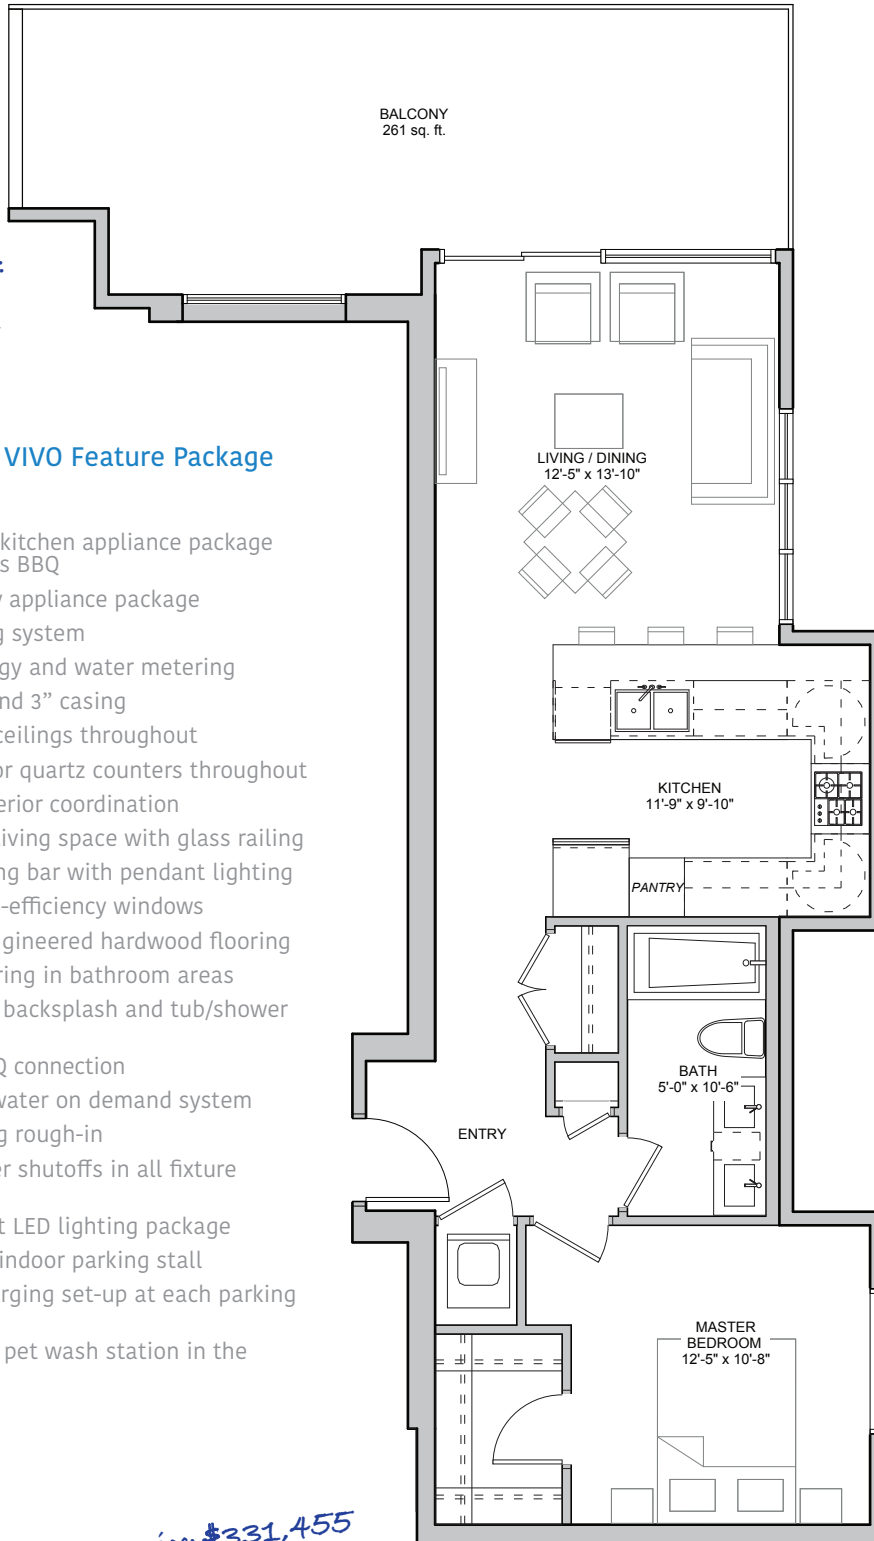 BALCONY
261 sq. ft.
VIVO Feature Package
kitchen appliance package
s BBQ
appliance package
system
gy and water metering
nd 3” casing
ceilings throughout
or quartz counters throughout
erior coordination
iving space with glass railing
ng bar with pendant lighting
-efficiency windows
gineered hardwood flooring
ring in bathroom areas
backsplash and tub/shower
Q connection
water on demand system
g rough-in
er shutoffs in all fixture
t LED lighting package
indoor parking stall
rging set-up at each parking
pet wash station in the
$331,455
LIVING / DINING
12'-5" x 13'-10"
KITCHEN
11'-9" x 9'-10"
PANTRY
BATH
5'-0" x 10'-6"
ENTRY
MASTER
BEDROOM
12'-5" x 10'-8"